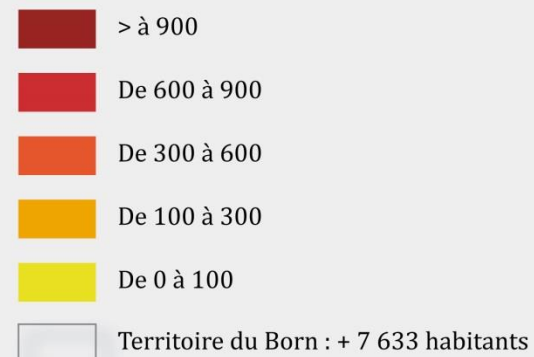 > à 900
De 600 à 900
De 300 à 600
De 100 à 300
De 0 à 100
Territoire du Born : + 7 633 habitants